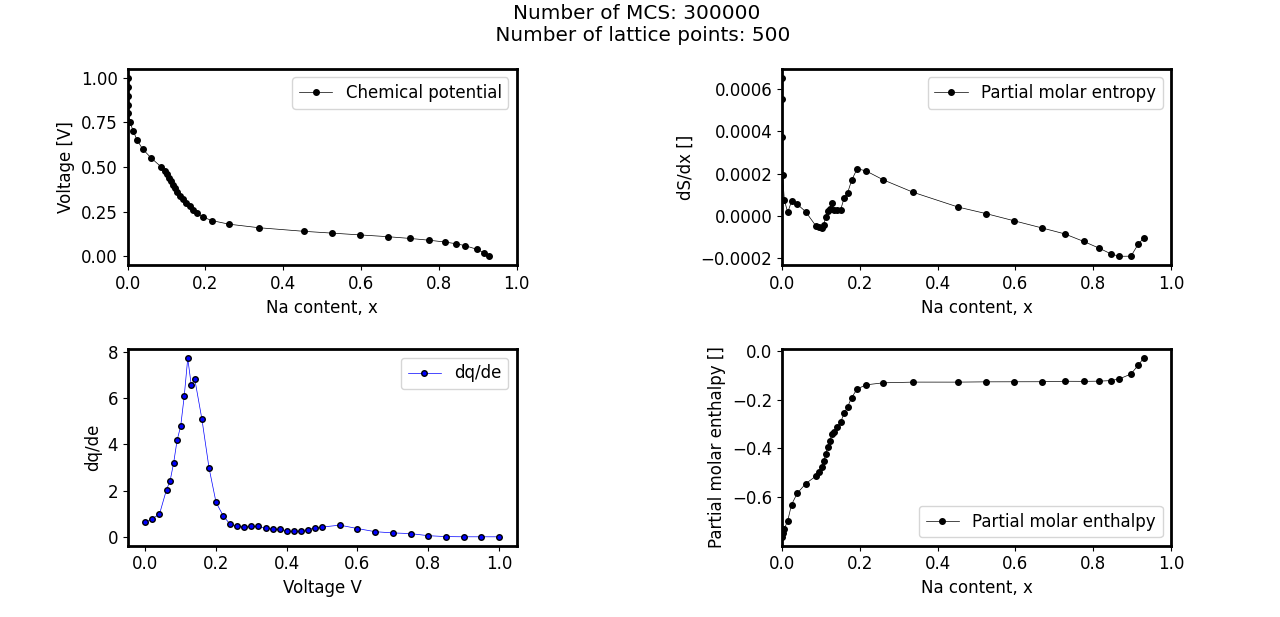 Number of MCS: 300000
Number of lattice points: 500
1.00
0.75
0.50
0.25
0.00
Voltage [V]
Chemical potential
0.0 0.2 0.4 0.6 0.8 1.0
Na content, x
0.0006
0.0004
0.0002
0.0000
−0.0002
dS/dx []
Partial molar entropy
0.0 0.2 0.4 0.6 0.8 1.0
Na content, x
8
6
4
2
0
dq/de
dq/de
0.0 0.2 0.4 0.6 0.8 1.0
Voltage V
0.0
−0.2
−0.4
−0.6
Partial molar enthalpy []
Partial molar enthalpy
0.0 0.2 0.4 0.6 0.8 1.0
Na content, x